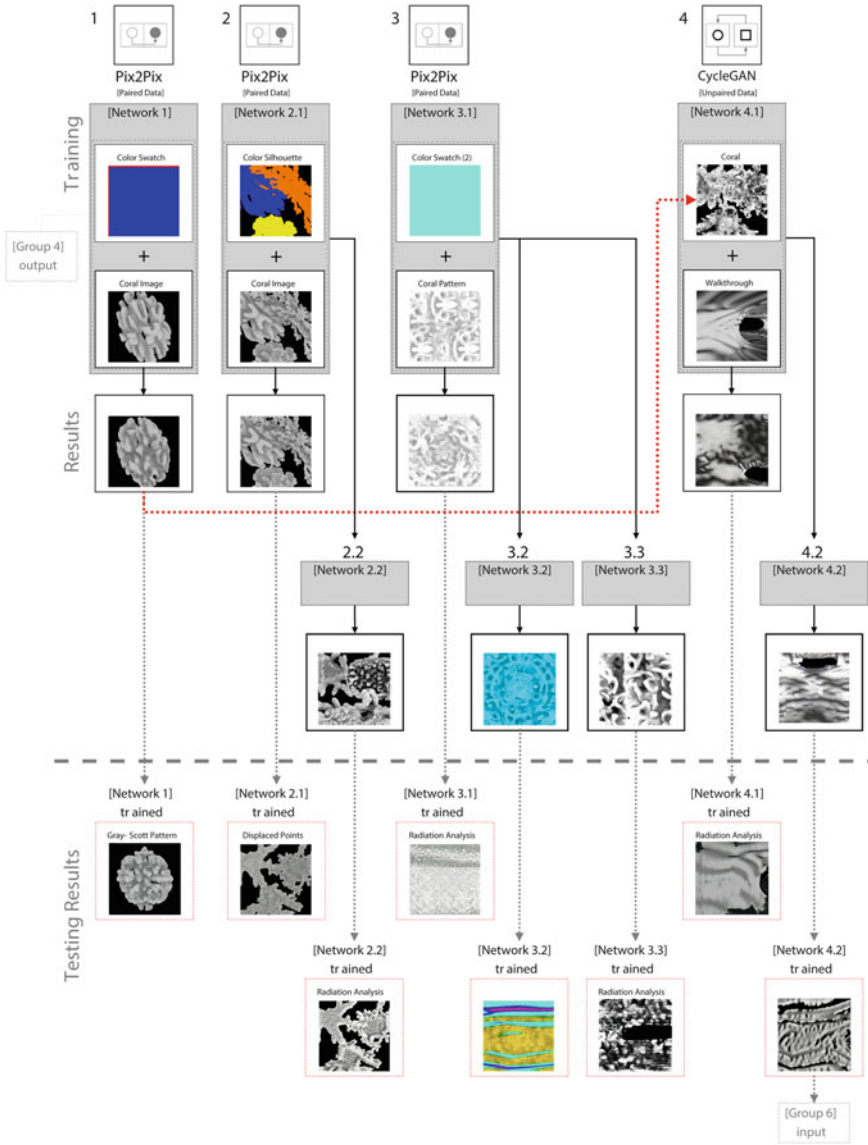 1
2
3
4
Pix2Pix
[Paired Data]
Pix2Pix
[Paired Data]
Pix2Pix
[Paired Data]
CycleGAN
[Unpaired Data]
Training
[Network 1]
[Network 2.1]
[Network 3.1]
[Network 4.1]
Color Swatch
Color Silhouette
Color Swatch (2)
Coral
[Group 4]
output
+
+
+
+
Coral Image
Coral Image
Coral Pattern
Walkthrough
Results
2.2
3.2
3.3
4.2
[Network 2.2]
[Network 3.2]
[Network 3.3]
[Network 4.2]
Testing Results
[Network 1]
tr ained
[Network 2.1]
tr ained
[Network 3.1]
tr ained
[Network 4.1]
tr ained
Gray- Scott Pattern
Displaced Points
Radiation Analysis
Radiation Analysis
[Network 2.2]
tr ained
[Network 3.2]
tr ained
[Network 3.3]
tr ained
[Network 4.2]
tr ained
Radiation Analysis
Radiation Analysis
[Group 6]
input